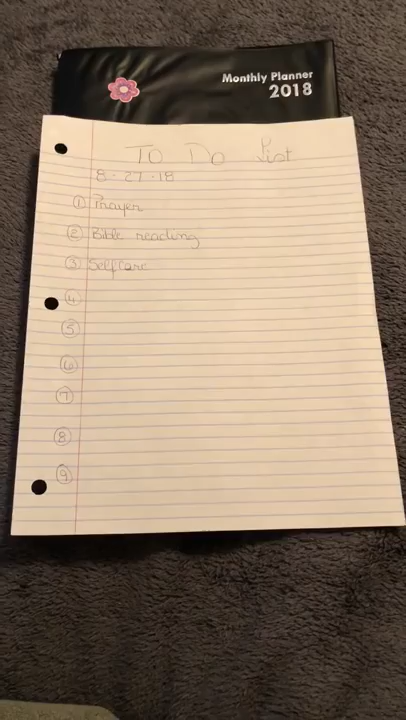 Monthly Planner
2018
To Do List
8-27-18
① Prayer
② Bible reading
③ Selfcare
④
⑤
⑥
⑦
⑧
⑨